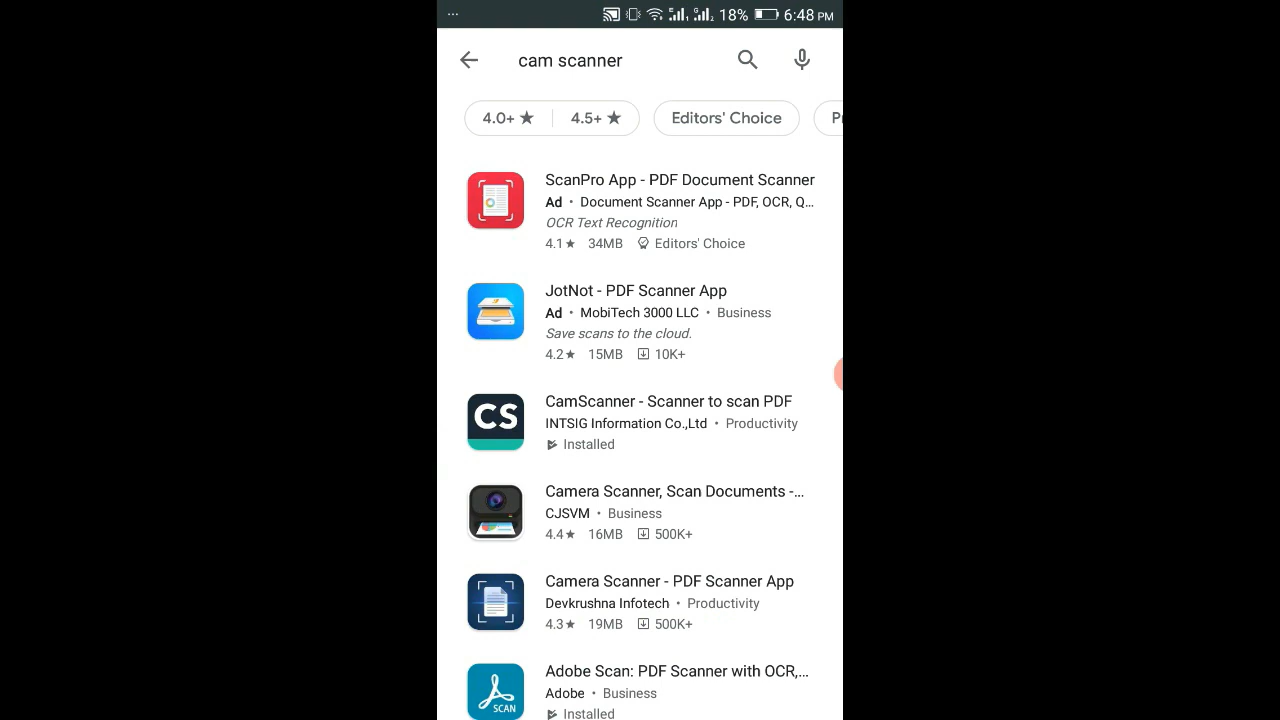 ... 18% 6:48 PM
cam scanner
4.0+ ★ 4.5+ ★ Editors' Choice
ScanPro App - PDF Document Scanner
Ad • Document Scanner App - PDF, OCR, Q...
OCR Text Recognition
4.1★ 34MB Editors' Choice
JotNot - PDF Scanner App
Ad • MobiTech 3000 LLC • Business
Save scans to the cloud.
4.2★ 15MB 10K+
CS
CamScanner - Scanner to scan PDF
INTSIG Information Co.,Ltd • Productivity
Installed
Camera Scanner, Scan Documents -...
CJSVM • Business
4.4★ 16MB 500K+
Camera Scanner - PDF Scanner App
Devkrushna Infotech • Productivity
4.3★ 19MB 500K+
SCAN
Adobe Scan: PDF Scanner with OCR,...
Adobe • Business
Installed